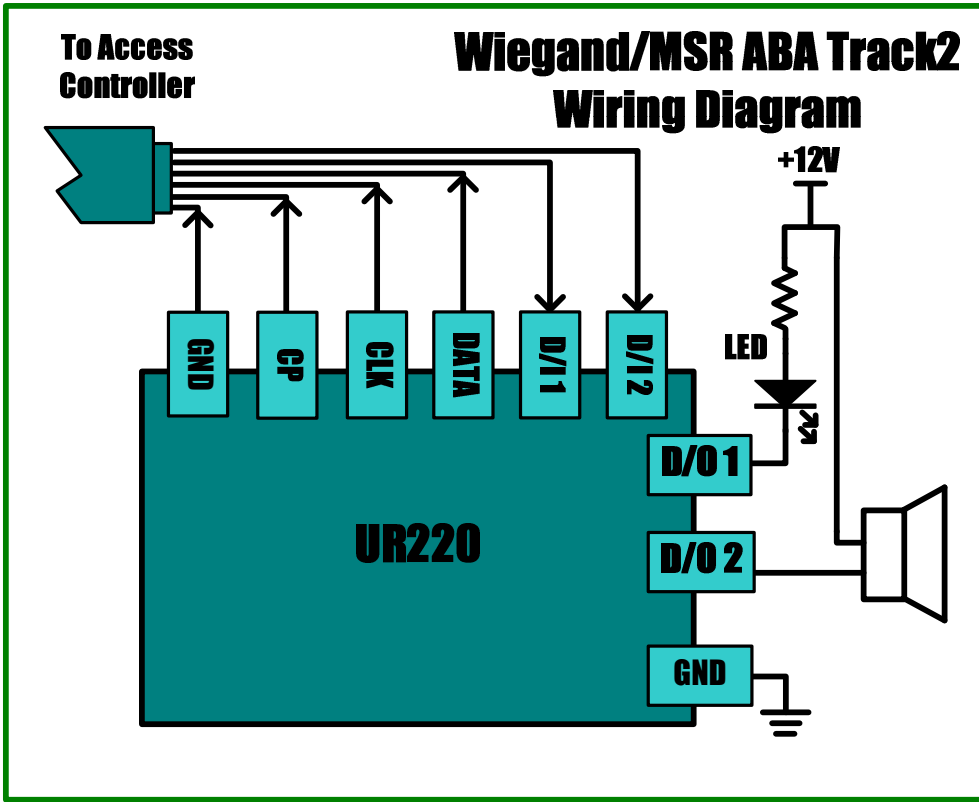 To Access
Controller
Wiegand/MSR ABA Track2
Wiring Diagram
+12V
GND
CP
CLK
DATA
D/I 1
D/I 2
LED
D/O 1
UR220
D/O 2
GND